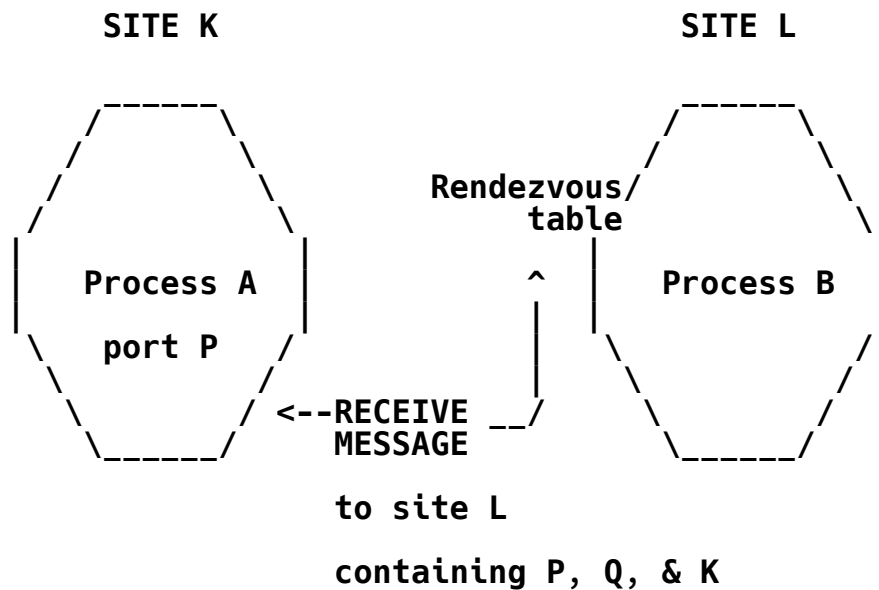 SITE K SITE L
Rendezvous
table
Process A Process B
port P
<--RECEIVE
MESSAGE
to site L
containing P, Q, & K